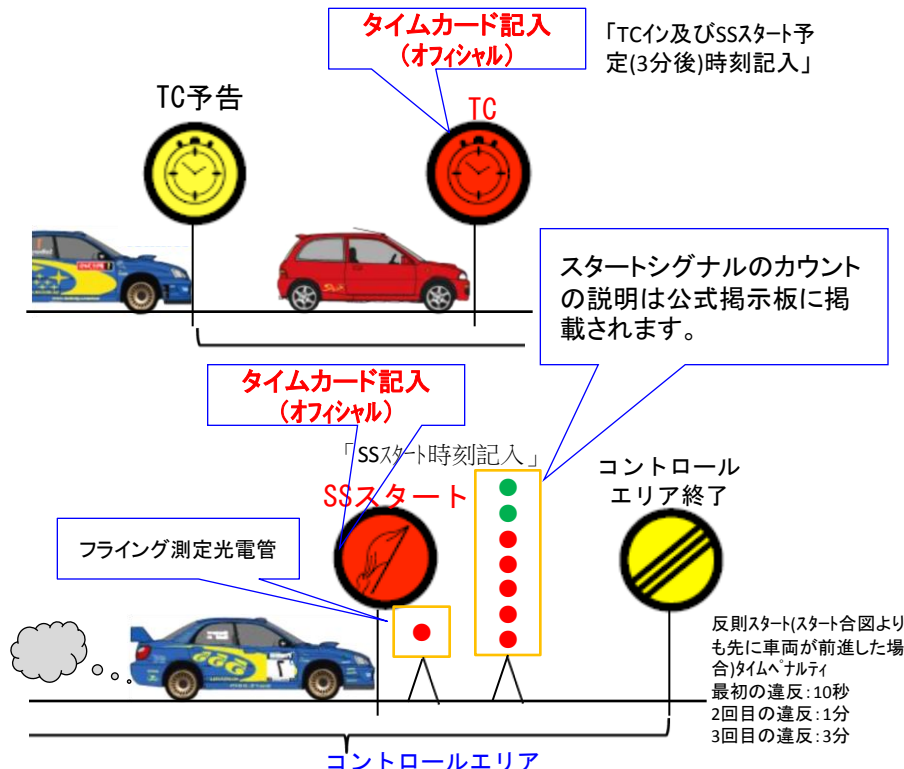 タイムカード記入
（オフィシャル）
「TCイン及びSSスタート予
定(3分後)時刻記入」
TC予告
TC
スタートシグナルのカウント
の説明は公式掲示板に掲
載されます。
タイムカード記入
（オフィシャル）
「SSスタート時刻記入」
SSスタート
コントロール
エリア終了
フライング測定光電管
反則スタート(スタート合図より
も先に車両が前進した場
合)タイムペナルティ
最初の違反：10秒
2回目の違反：1分
3回目の違反：3分
コントロールエリア